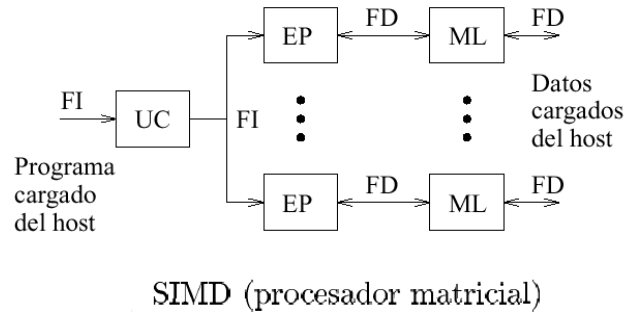 EP
FD
ML
FD
FI
UC
FI
Programa
cargado
del host
Datos
cargados
del host
EP
FD
ML
FD
SIMD (procesador matricial)